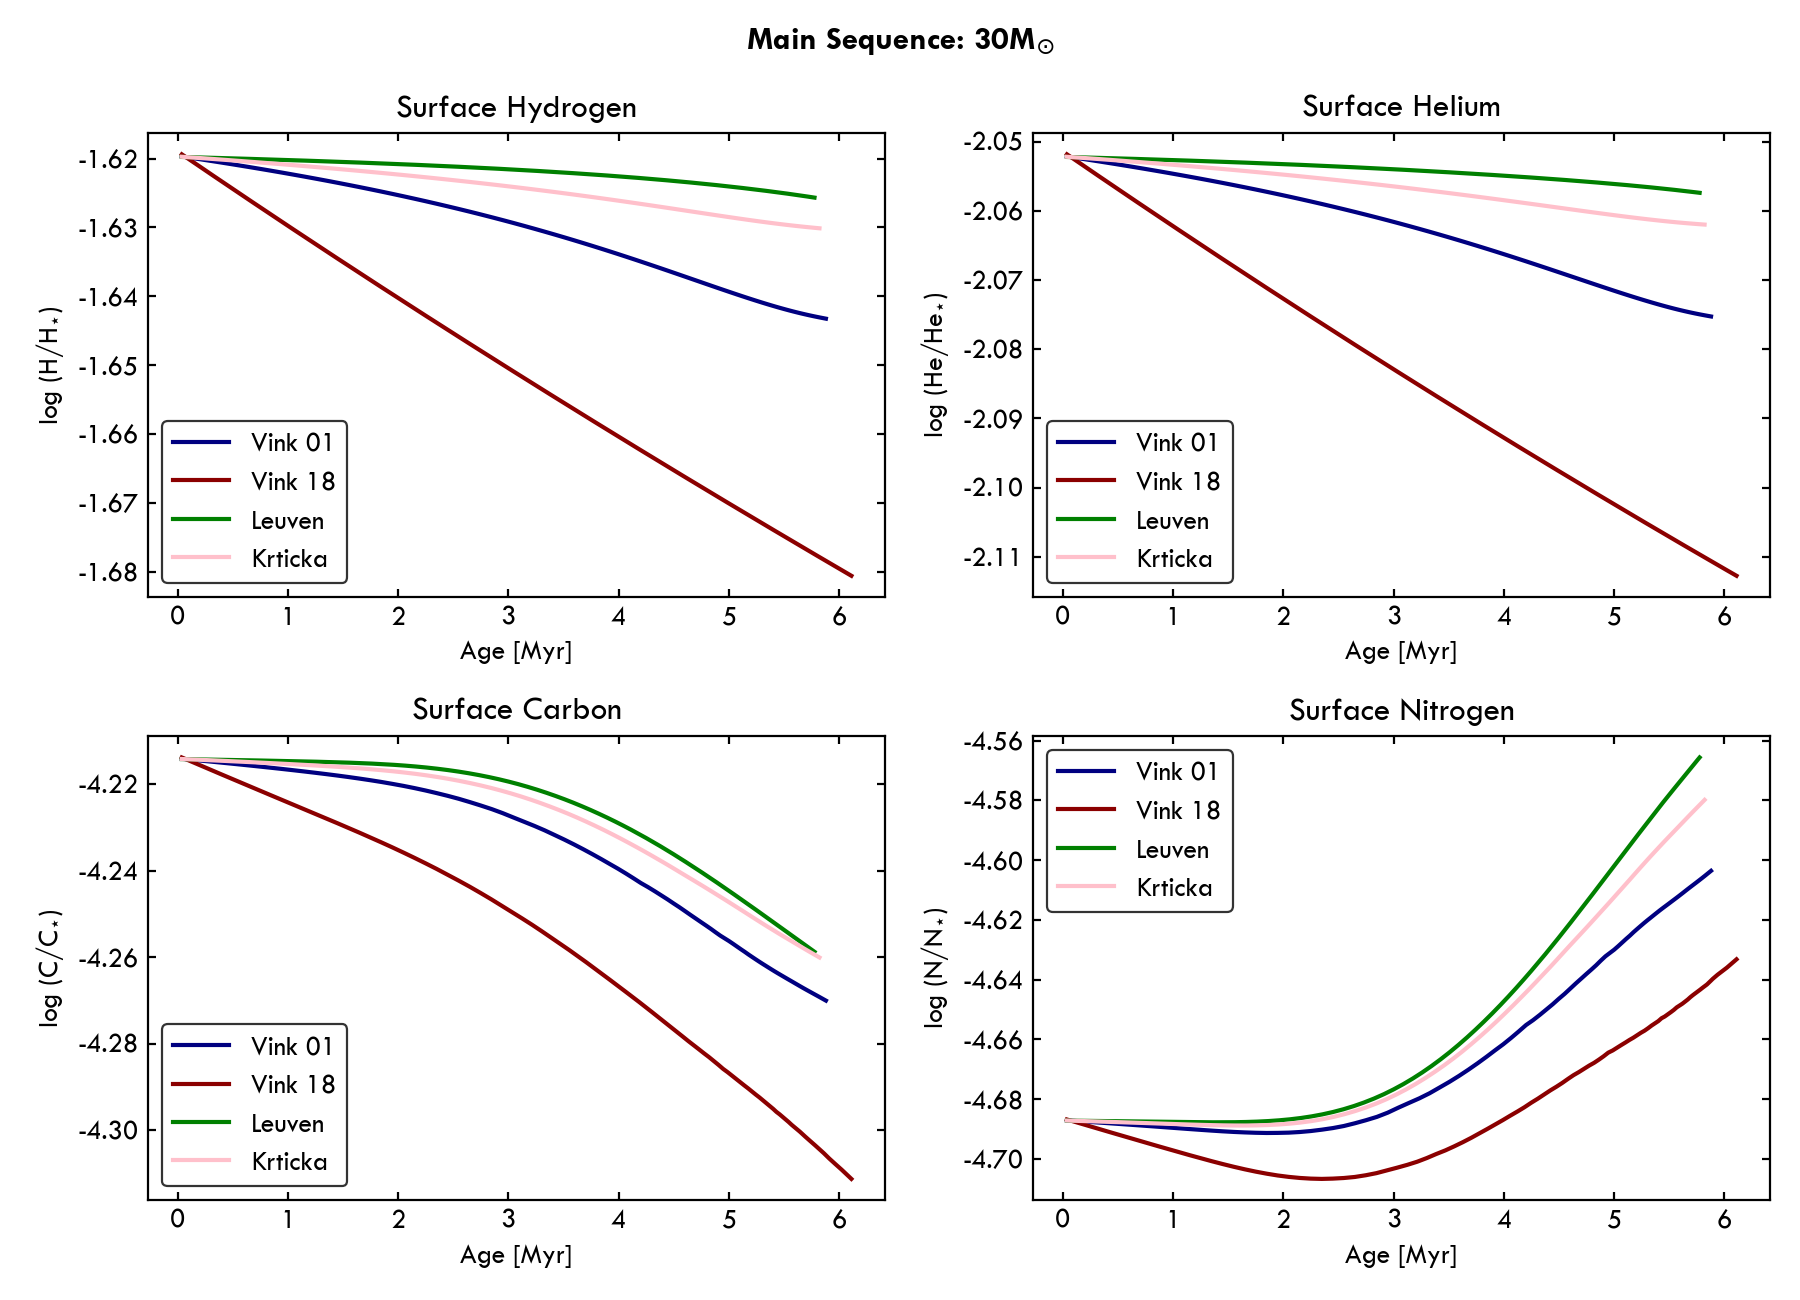 Main Sequence: 30M☉
Surface Hydrogen
log (H/H⋆)
-1.62
-1.63
-1.64
-1.65
-1.66
-1.67
-1.68
Vink 01
Vink 18
Leuven
Krticka
0 1 2 3 4 5 6
Age [Myr]
Surface Helium
log (He/He⋆)
-2.05
-2.06
-2.07
-2.08
-2.09
-2.10
-2.11
Vink 01
Vink 18
Leuven
Krticka
0 1 2 3 4 5 6
Age [Myr]
Surface Carbon
log (C/C⋆)
-4.22
-4.24
-4.26
-4.28
-4.30
Vink 01
Vink 18
Leuven
Krticka
0 1 2 3 4 5 6
Age [Myr]
Surface Nitrogen
log (N/N⋆)
-4.56
-4.58
-4.60
-4.62
-4.64
-4.66
-4.68
-4.70
Vink 01
Vink 18
Leuven
Krticka
0 1 2 3 4 5 6
Age [Myr]